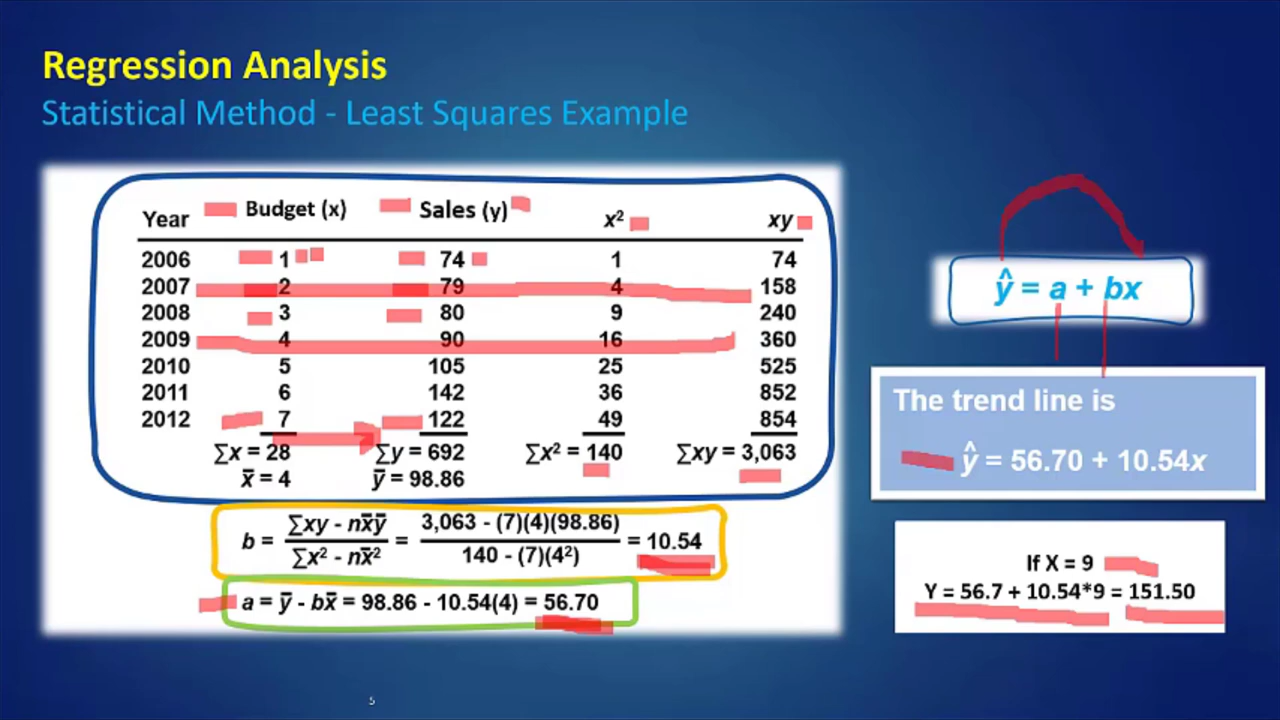 Regression Analysis
Statistical Method - Least Squares Example
Year Budget (x) Sales (y) x² xy
2006 1 74 1 74
2007 2 79 4 158
2008 3 80 9 240
2009 4 90 16 360
2010 5 105 25 525
2011 6 142 36 852
2012 7 122 49 854
∑x = 28 ∑y = 692 ∑x² = 140 ∑xy = 3,063
x̅ = 4 y̅ = 98.86
b = ∑xy - nx̅y̅ / ∑x² - nx̅² = 3,063 - (7)(4)(98.86) / 140 - (7)(4²) = 10.54
a = y̅ - bx̅ = 98.86 - 10.54(4) = 56.70
ŷ = a + bx
The trend line is
ŷ = 56.70 + 10.54x
If X = 9
Y = 56.7 + 10.54*9 = 151.50
5